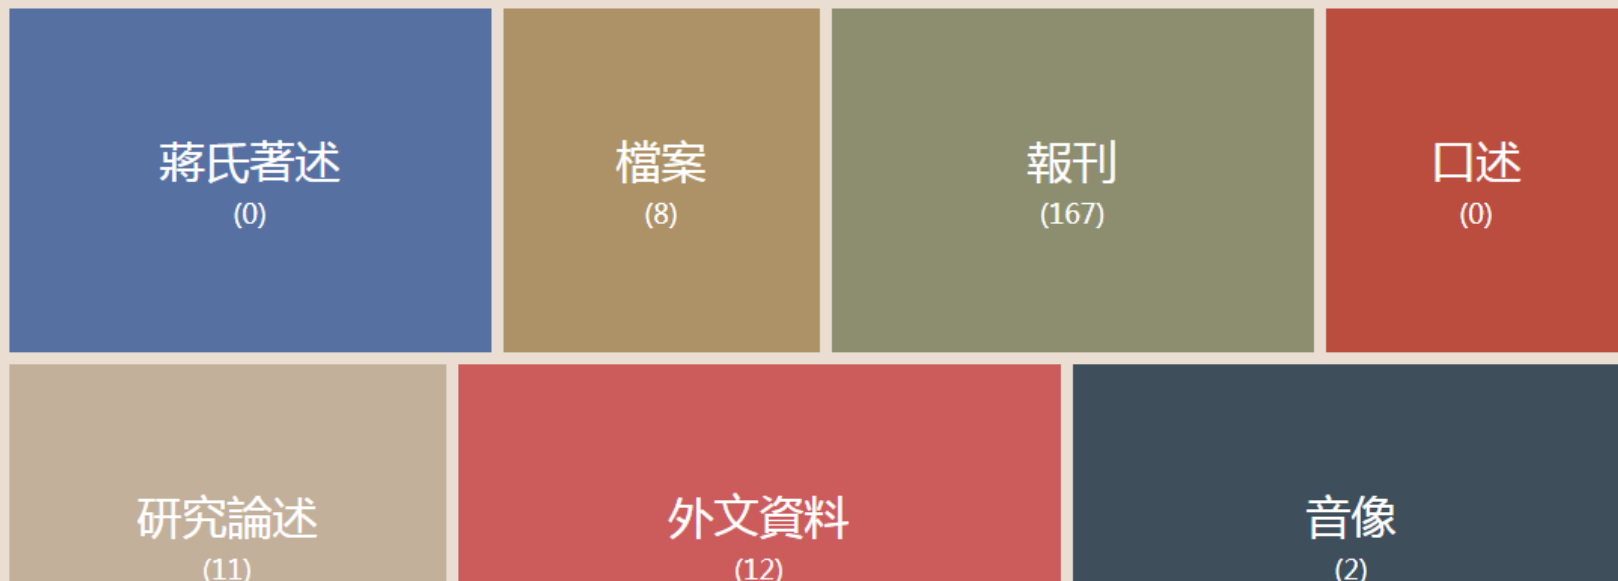 蔣氏著述
(0)
檔案
(8)
報刊
(167)
口述
(0)
研究論述
(11)
外文資料
(12)
音像
(2)